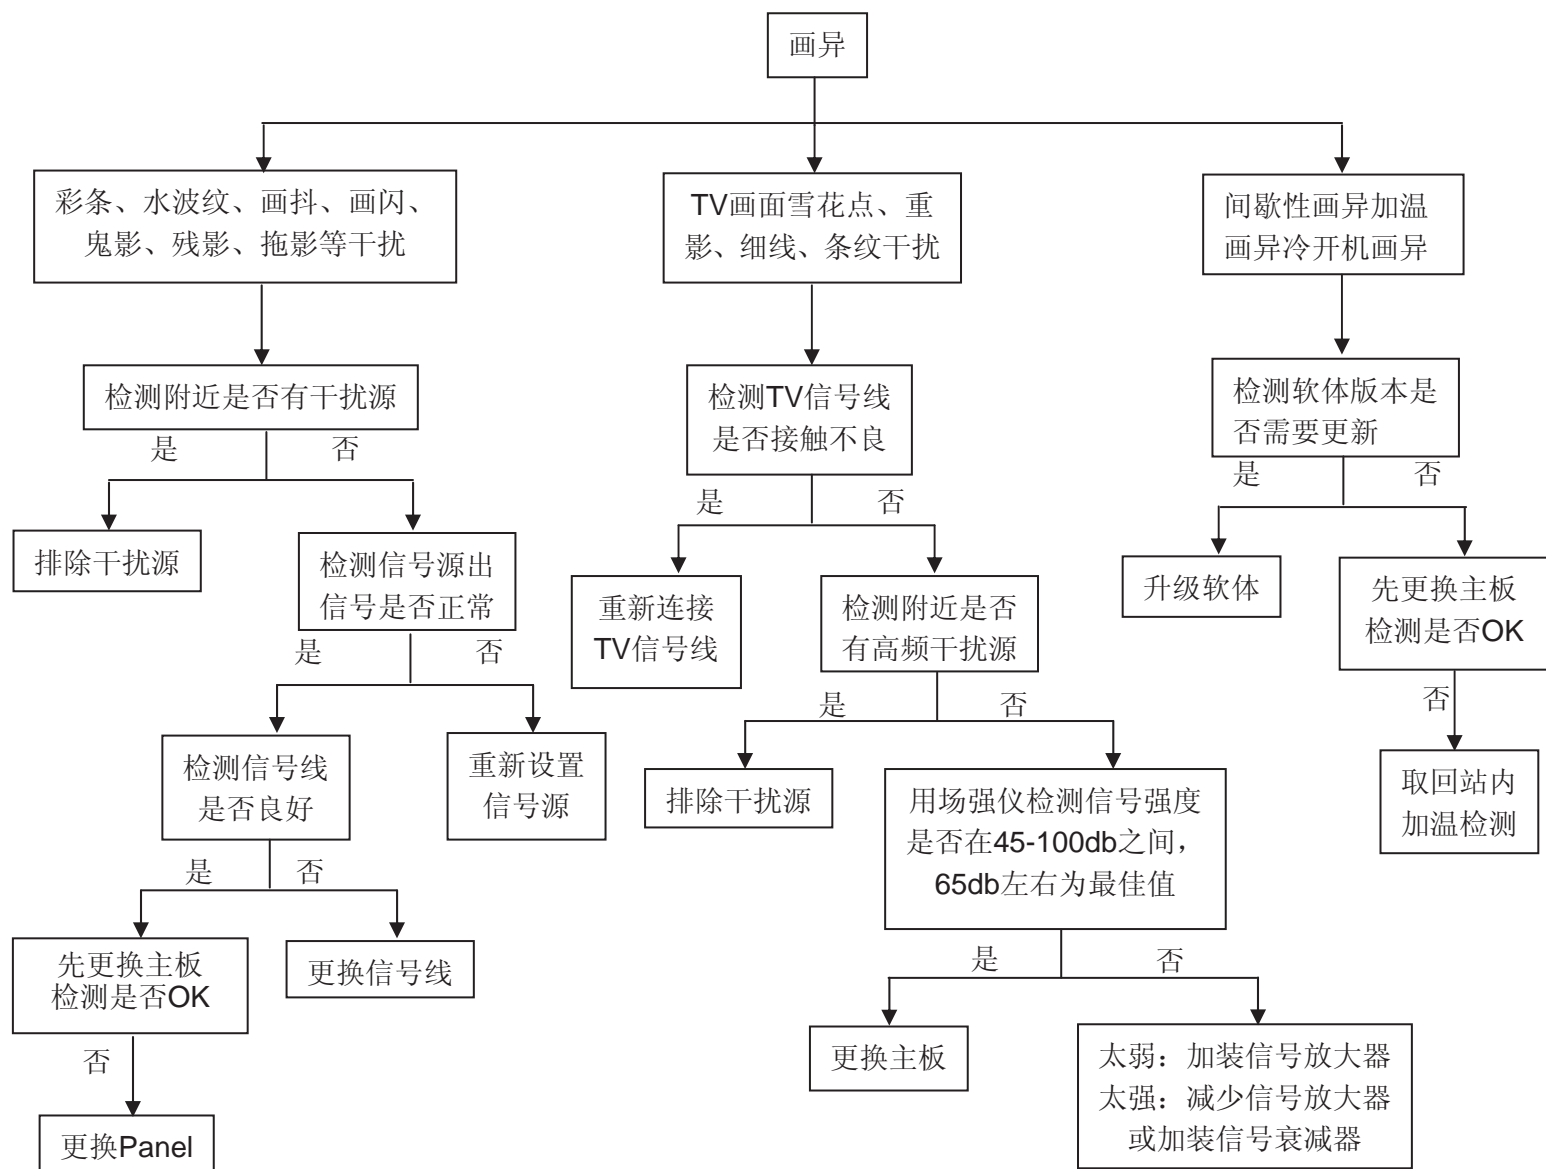 画异
彩条、水波纹、画抖、画闪、
鬼影、残影、拖影等干扰
TV画面雪花点、重
影、细线、条纹干扰
间歇性画异加温
画异冷开机画异
检测附近是否有干扰源
检测TV信号线
是否接触不良
检测软体版本是
否需要更新
是
否
是
否
是
否
排除干扰源
检测信号源出
信号是否正常
重新连接
TV信号线
检测附近是否
有高频干扰源
升级软体
先更换主板
检测是否OK
是
否
是
否
否
检测信号线
是否良好
重新设置
信号源
排除干扰源
用场强仪检测信号强度
是否在45-100db之间，
65db左右为最佳值
取回站内
加温检测
是
否
先更换主板
检测是否OK
更换信号线
是
否
否
更换Panel
更换主板
太弱：加装信号放大器
太强：减少信号放大器
或加装信号衰减器